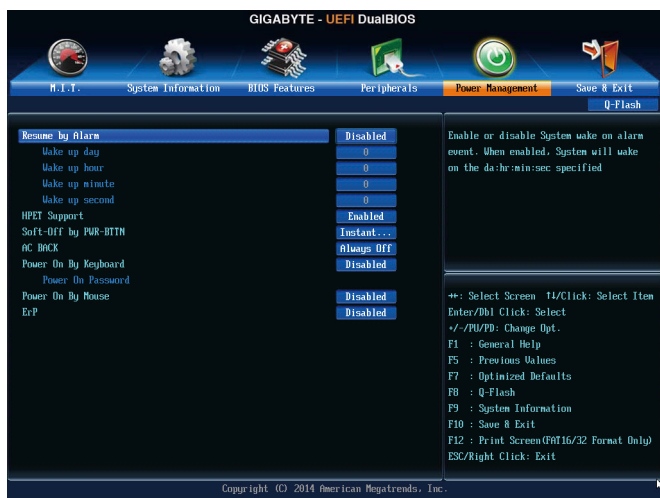 GIGABYTE - UEFI DualBIOS
M.I.T. System Information BIOS Features Peripherals Power Management Save & Exit
Q-Flash
Resume by Alarm Disabled
Wake up day 0
Wake up hour 0
Wake up minute 0
Wake up second 0
HPET Support Enabled
Soft-Off by PWR-BTTN Instant...
AC BACK Always Off
Power On By Keyboard Disabled
Power On Password
Power On By Mouse Disabled
ErP Disabled
Enable or disable System wake on alarm
event. When enabled, System will wake
on the da:hr:min:sec specified
→←: Select Screen ↑↓/Click: Select Item
Enter/Dbl Click: Select
+/-/PU/PD: Change Opt.
F1 : General Help
F5 : Previous Values
F7 : Optimized Defaults
F8 : Q-Flash
F9 : System Information
F10 : Save & Exit
F12 : Print Screen(FAT16/32 Format Only)
ESC/Right Click: Exit
Copyright (C) 2014 American Megatrends, Inc.